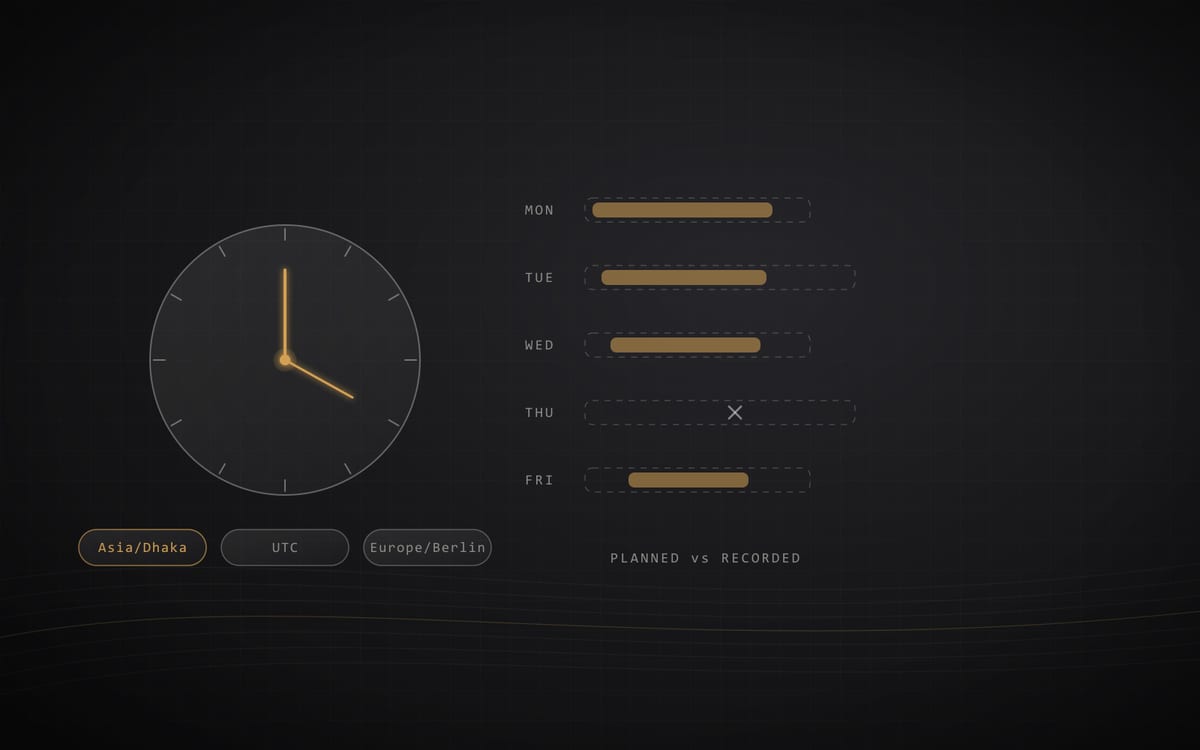 MON
TUE
WED
THU
FRI
Asia/Dhaka
UTC
Europe/Berlin
PLANNED vs RECORDED